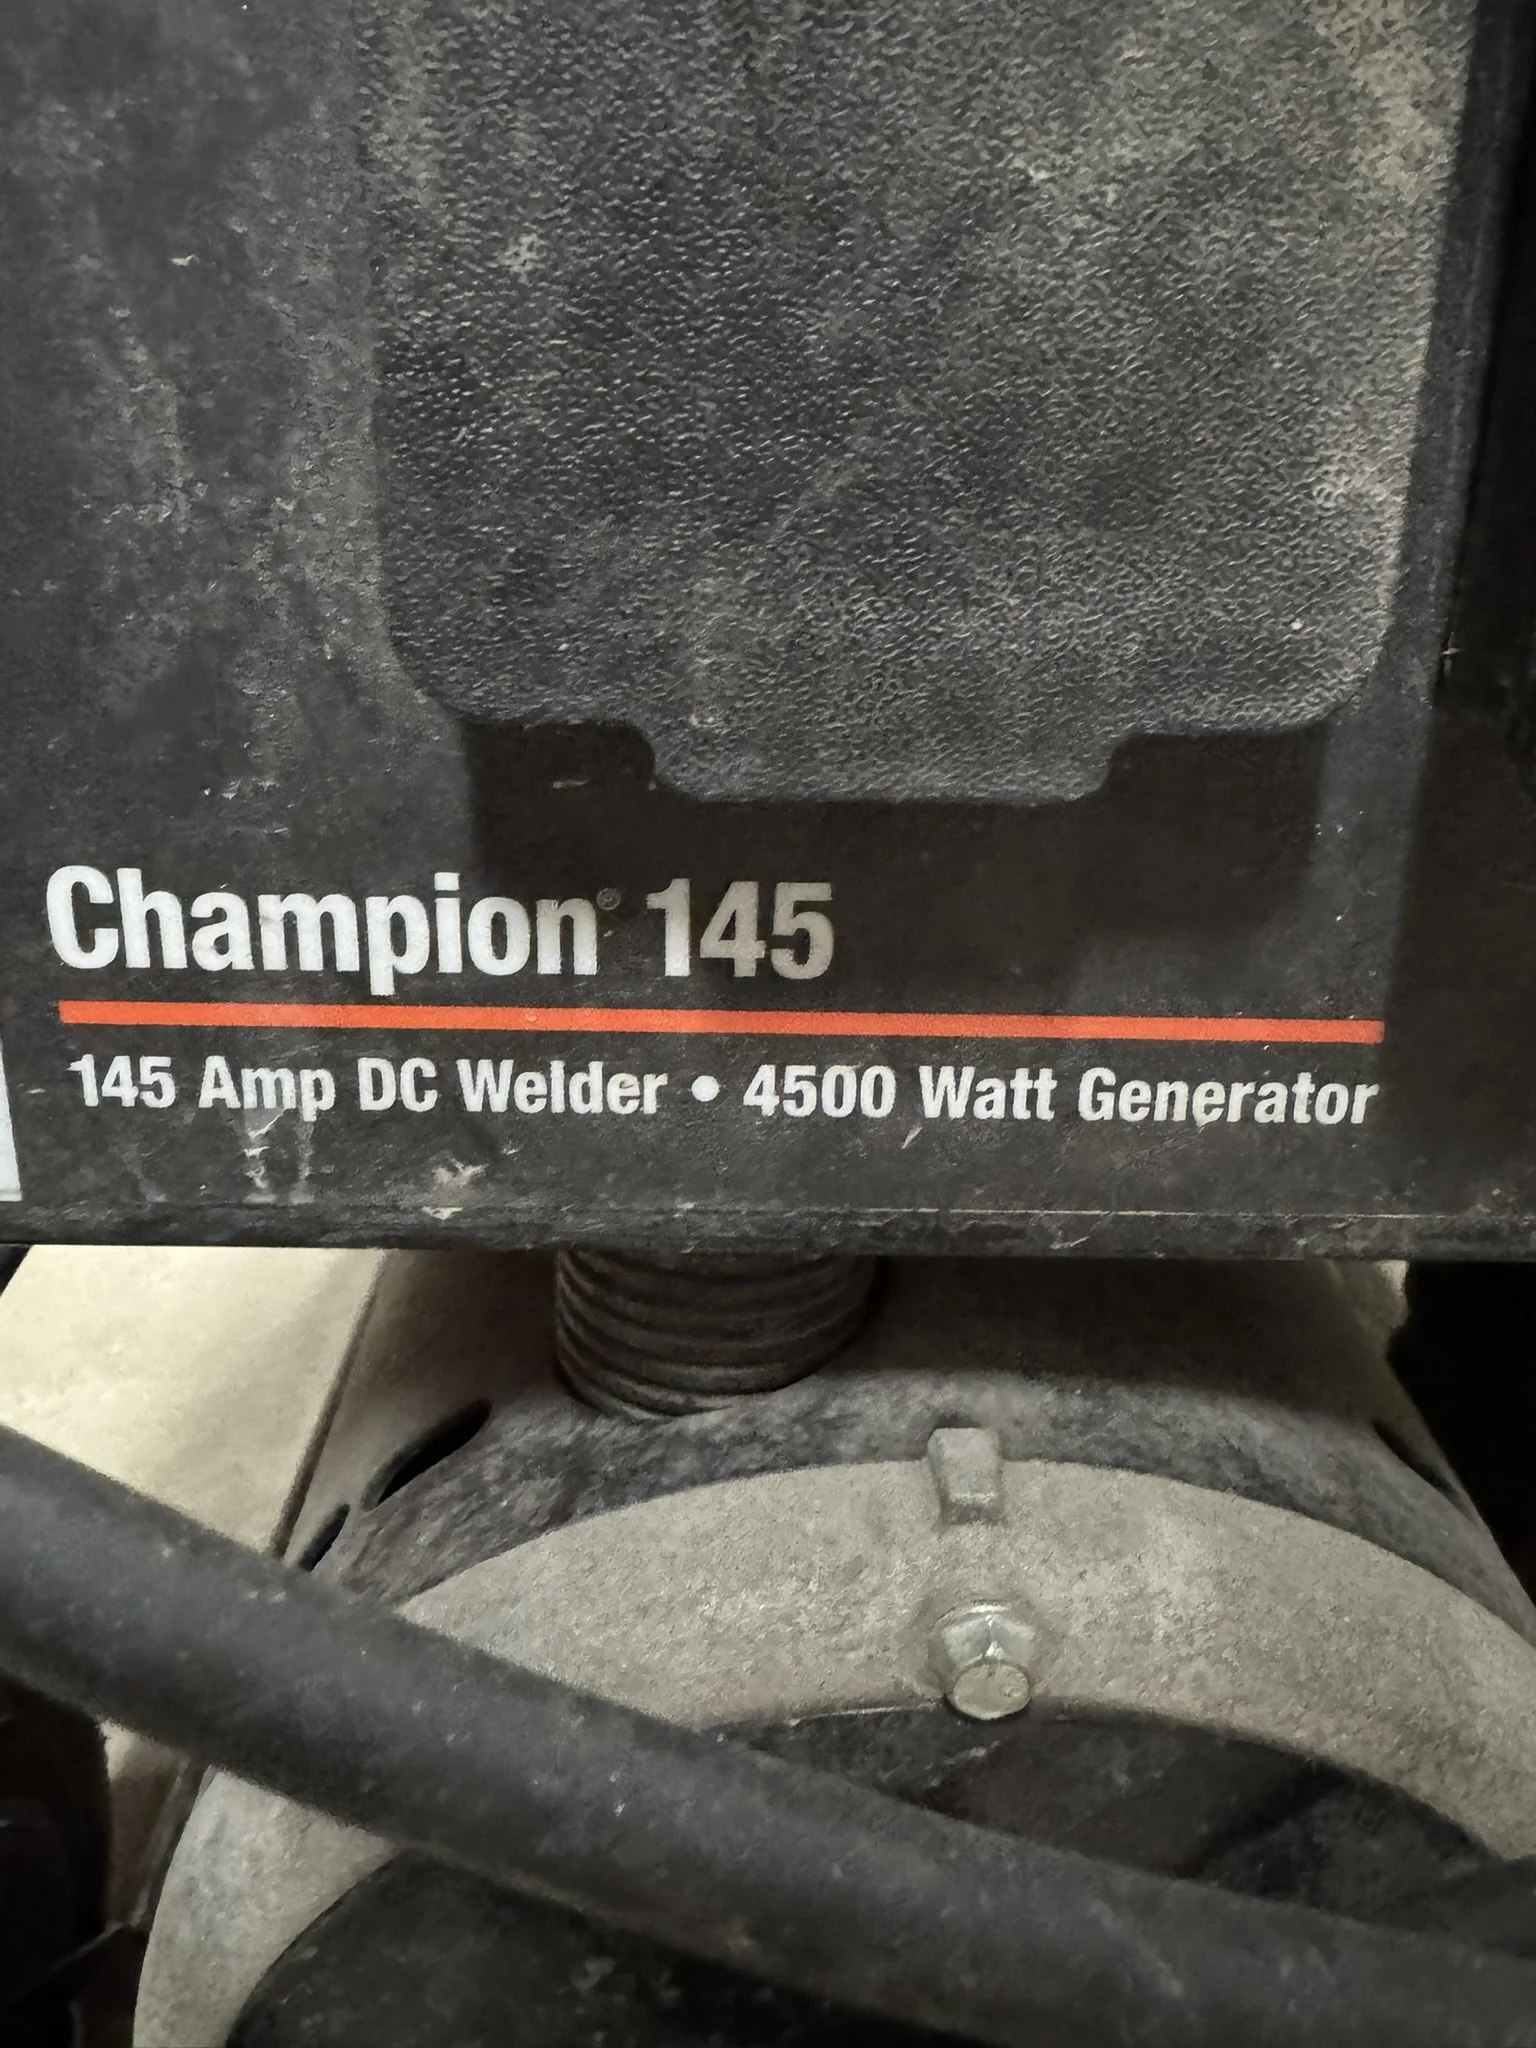 Champion® 145
145 Amp DC Welder • 4500 Watt Generator